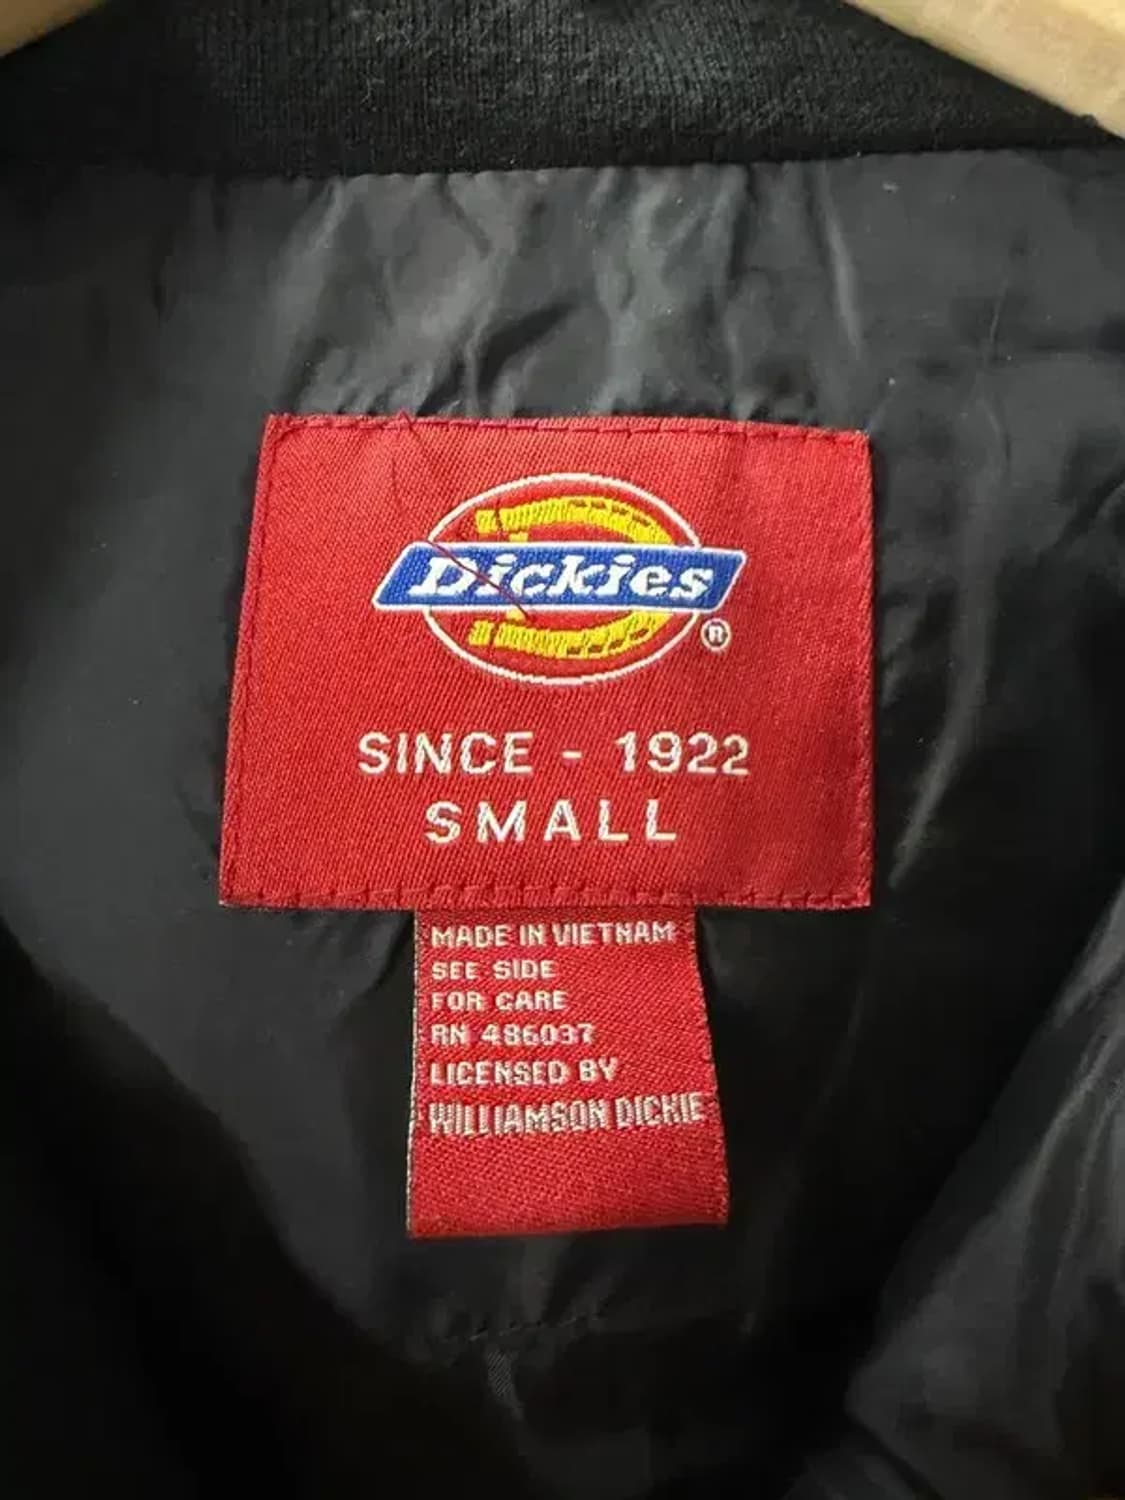 Dickies®
SINCE - 1922
SMALL
MADE IN VIETNAM
SEE SIDE
FOR CARE
RN 486037
LICENSED BY
WILLIAMSON DICKIE